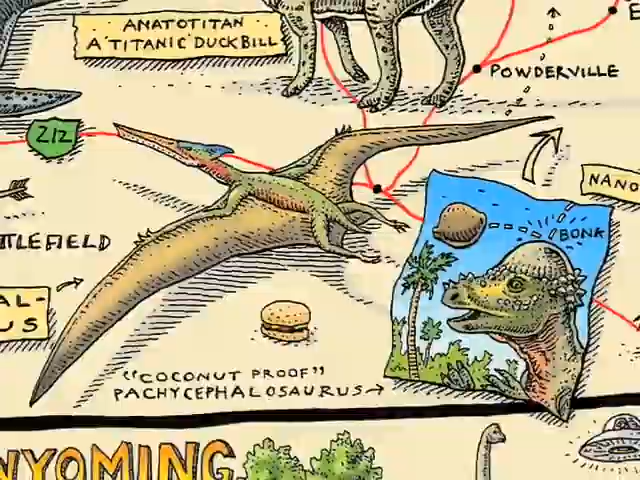 ANATOTITAN
A 'TITANIC' DUCKBILL
E
POWDERVILLE
212
NANO
BONK
TLEFIELD
AL-
US
"COCONUT PROOF"
PACHYCEPHALOSAURUS
WYOMING